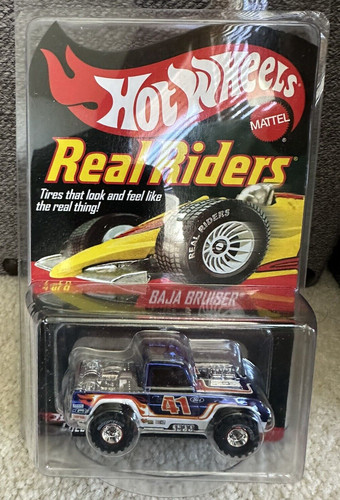 Hot Wheels®
MATTEL
Real Riders®
Tires that look and feel like
the real thing!
REAL RIDERS
4 of 6
BAJA BRUISER
41